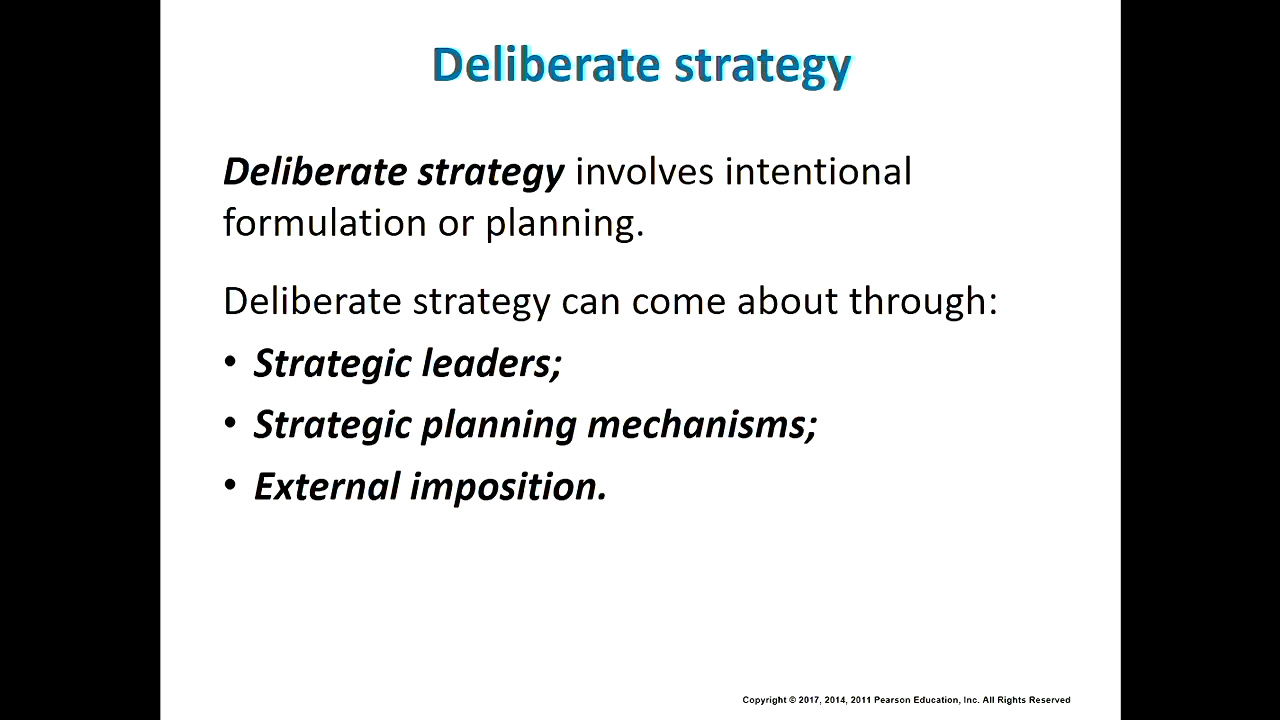 Deliberate strategy
Deliberate strategy involves intentional
formulation or planning.
Deliberate strategy can come about through:
• Strategic leaders;
• Strategic planning mechanisms;
• External imposition.
Copyright © 2017, 2014, 2011 Pearson Education, Inc. All Rights Reserved